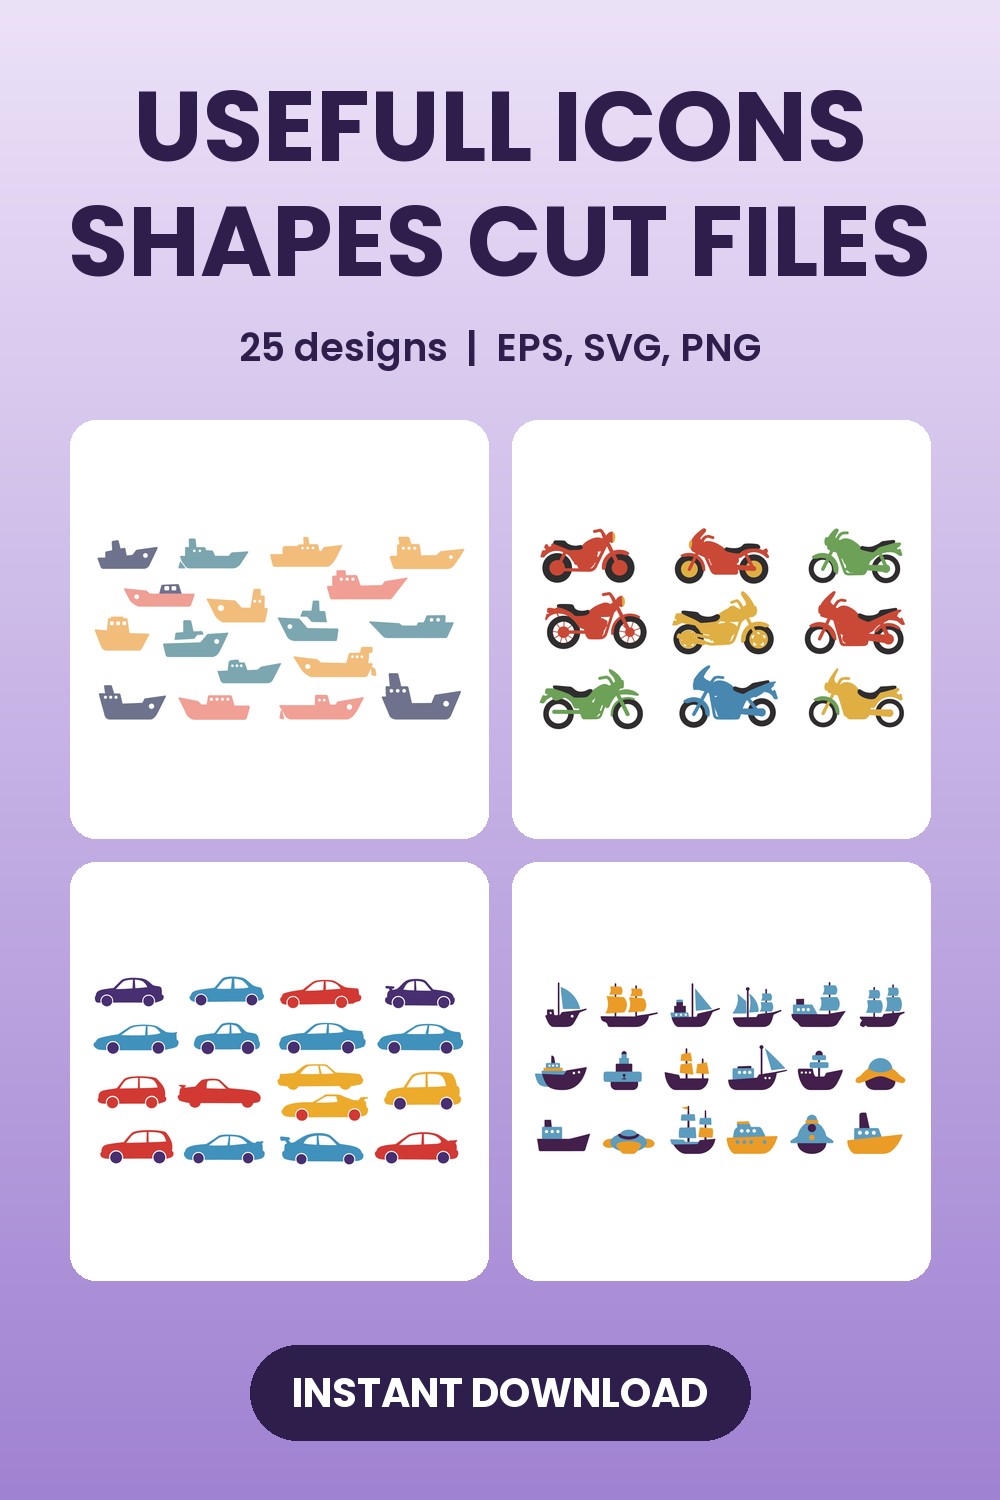 USEFULL ICONS
SHAPES CUT FILES
25 designs | EPS, SVG, PNG
INSTANT DOWNLOAD